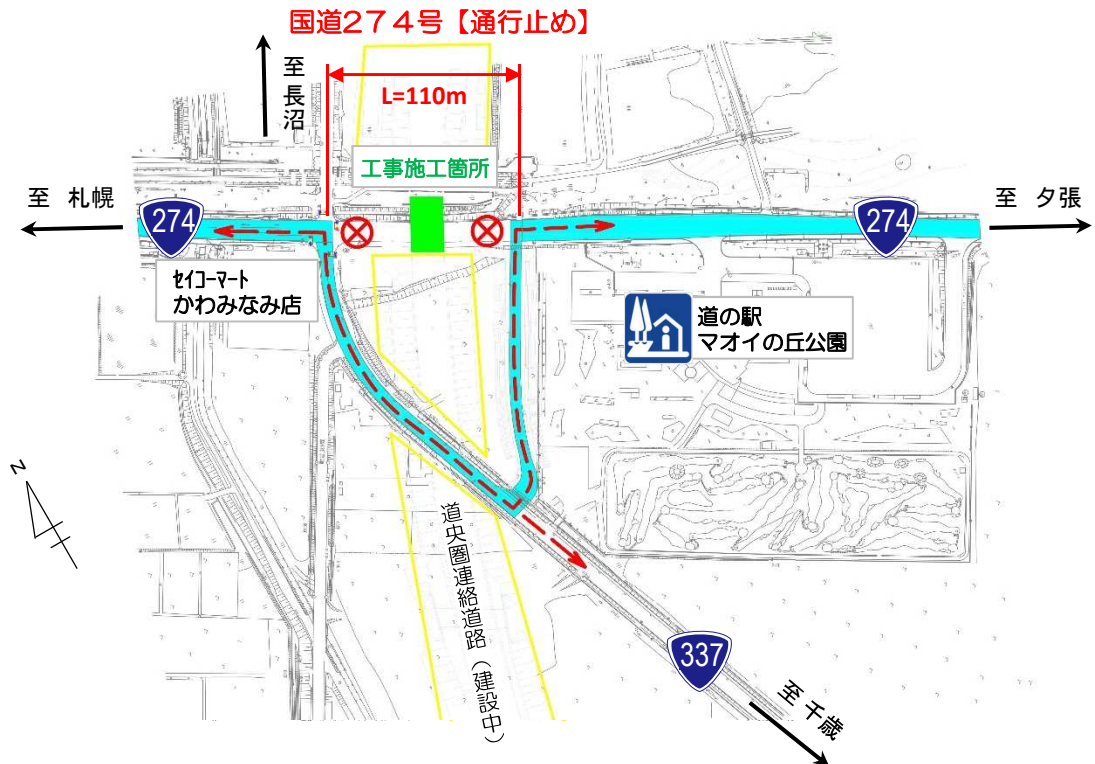 国道274号【通行止め】
至長沼
L=110m
工事施工箇所
至 札幌
274
至 夕張
274
ｾｲｺｰﾏｰﾄ
かわみなみ店
道の駅
マオイの丘公園
N
道央圏連絡道路（建設中）
337
至千歳